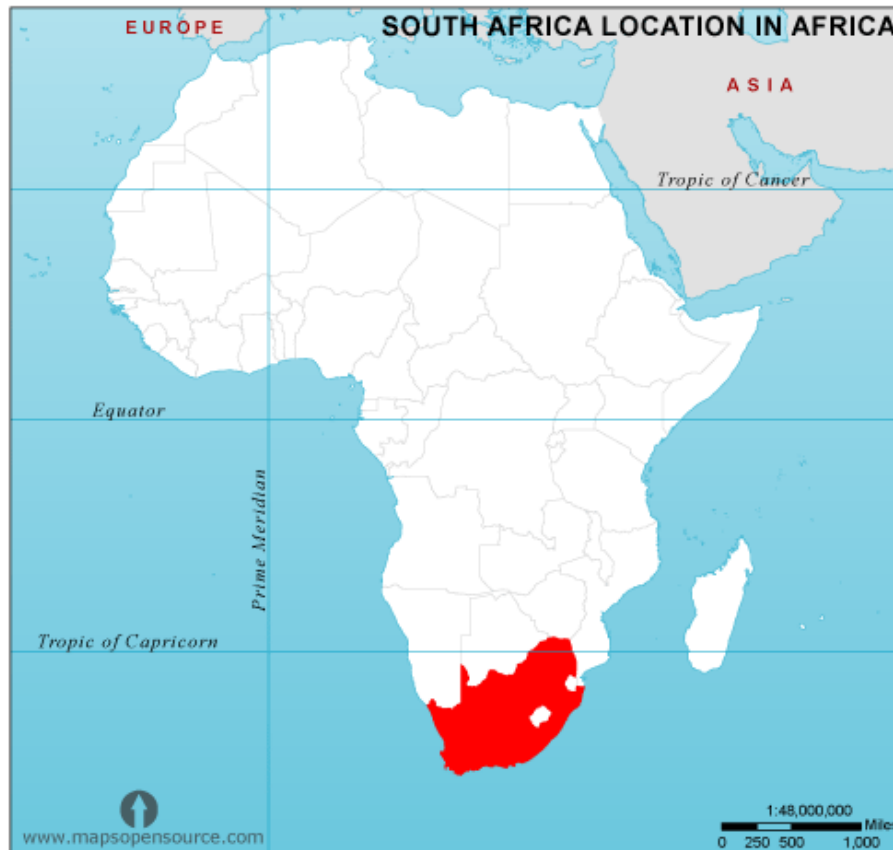 EUROPE
SOUTH AFRICA LOCATION IN AFRICA
ASIA
Tropic of Cancer
Equator
Prime Meridian
Tropic of Capricorn
1:48,000,000
Miles
0 250 500 1,000
www.mapsopensource.com